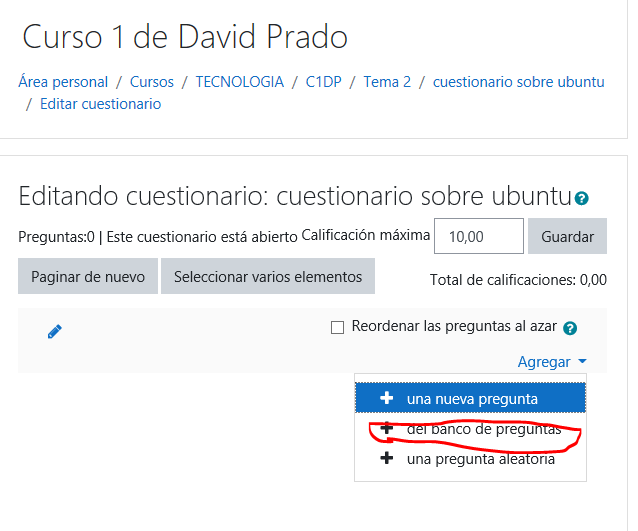 Curso 1 de David Prado
Área personal / Cursos / TECNOLOGIA / C1DP / Tema 2 / cuestionario sobre ubuntu
/ Editar cuestionario
Editando cuestionario: cuestionario sobre ubuntu
Preguntas:0 | Este cuestionario está abierto Calificación máxima 10,00 Guardar
Paginar de nuevo Seleccionar varios elementos Total de calificaciones: 0,00
Reordenar las preguntas al azar
Agregar
una nueva pregunta
del banco de preguntas
una pregunta aleatoria